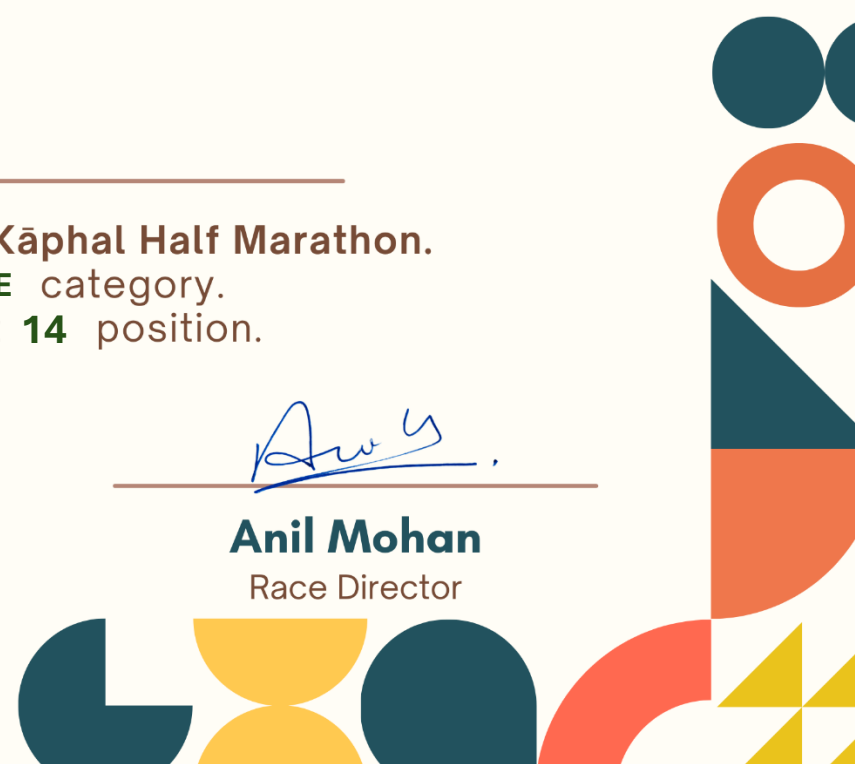 Kāphal Half Marathon.
E category.
14 position.
Anil Mohan
Race Director